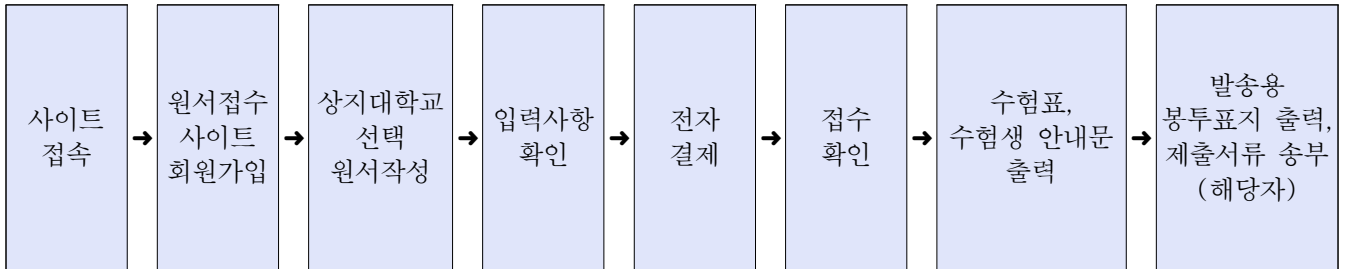 사이트
접속
➜
원서접수
사이트
회원가입
➜
상지대학교
선택
원서작성
➜
입력사항
확인
➜
전자
결제
➜
접수
확인
➜
수험표,
수험생 안내문
출력
➜
발송용
봉투표지 출력,
제출서류 송부
(해당자)